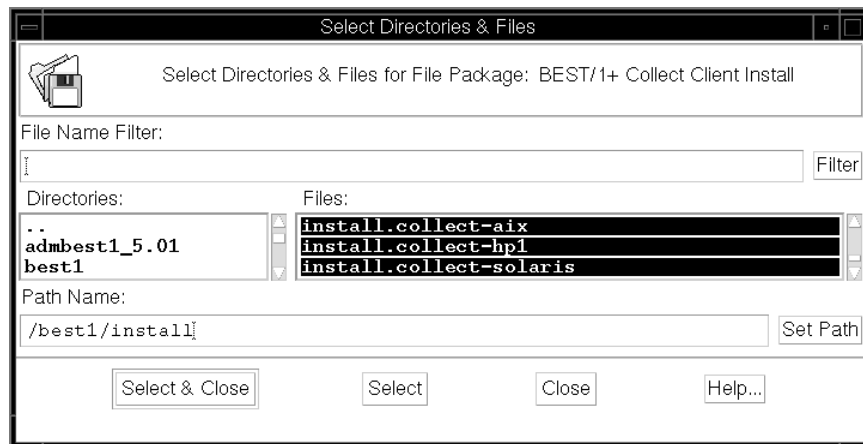 Select Directories & Files
Select Directories & Files for File Package: BEST/1+ Collect Client Install
File Name Filter:
Filter
Directories:
Files:
..
admbest1_5.01
best1
install.collect-aix
install.collect-hp1
install.collect-solaris
Path Name:
/best1/install
Set Path
Select & Close
Select
Close
Help...